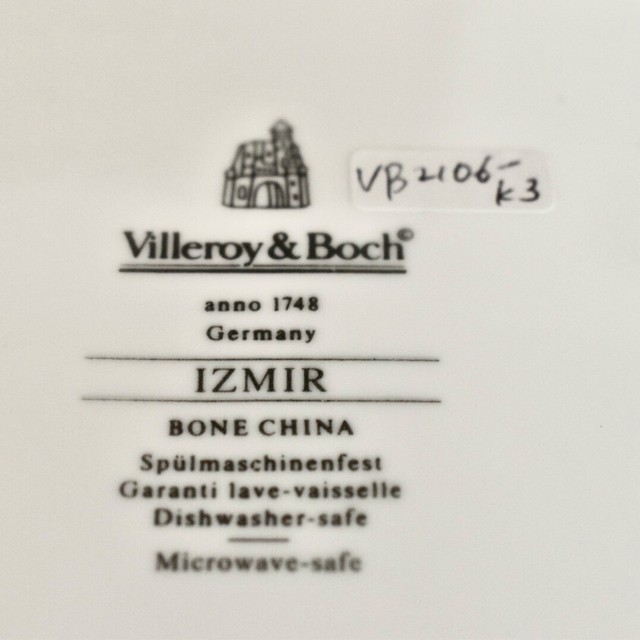 VB2106-
K3
Villeroy & Boch©
anno 1748
Germany
IZMIR
BONE CHINA
Spülmaschinenfest
Garanti lave-vaisselle
Dishwasher-safe
Microwave-safe